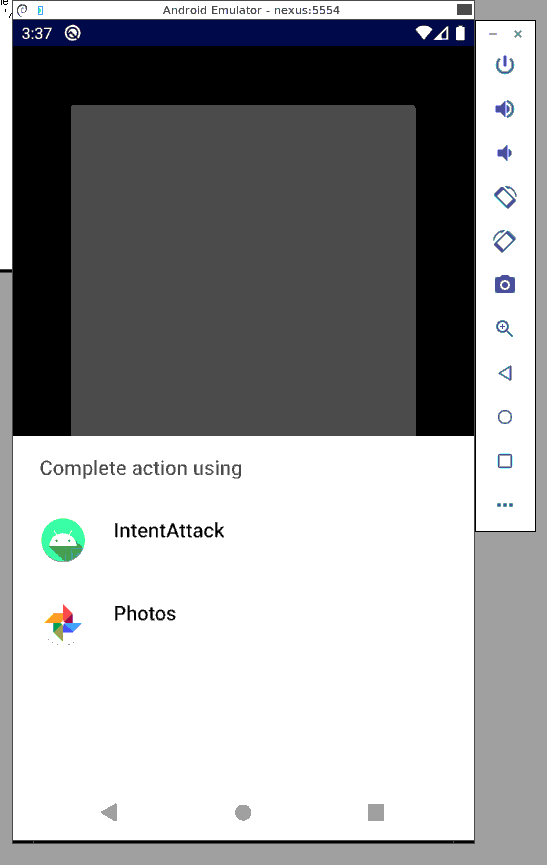 Android Emulator - nexus:5554
3:37
Complete action using
IntentAttack
Photos